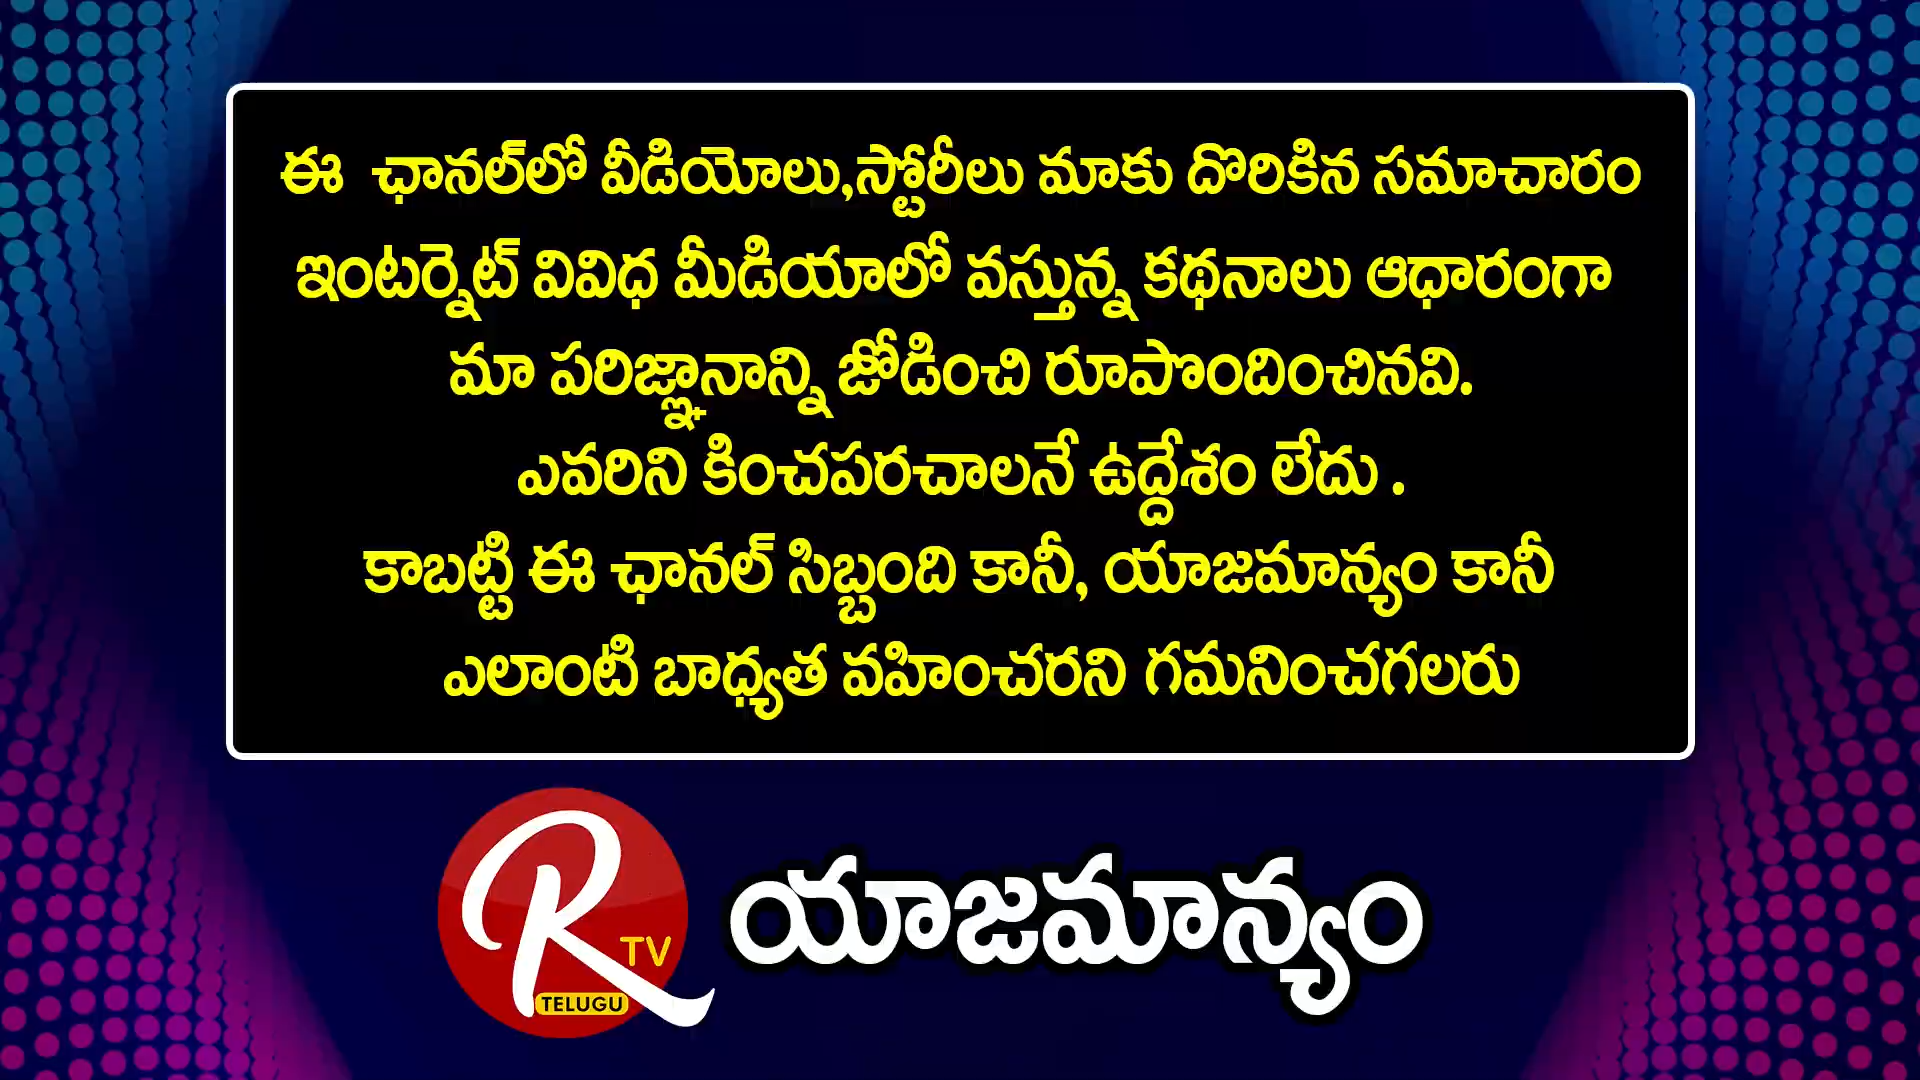 ఈ ఛానల్‌లో వీడియోలు,స్టోరీలు మాకు దొరికిన సమాచారం
ఇంటర్నెట్ వివిధ మీడియాలో వస్తున్న కథనాలు ఆధారంగా
మా పరిజ్ఞానాన్ని జోడించి రూపొందించినవి.
ఎవరిని కించపరచాలనే ఉద్దేశం లేదు .
కాబట్టి ఈ ఛానల్ సిబ్బంది కానీ, యాజమాన్యం కానీ
ఎలాంటి బాధ్యత వహించరని గమనించగలరు
R TV
TELUGU
యాజమాన్యం